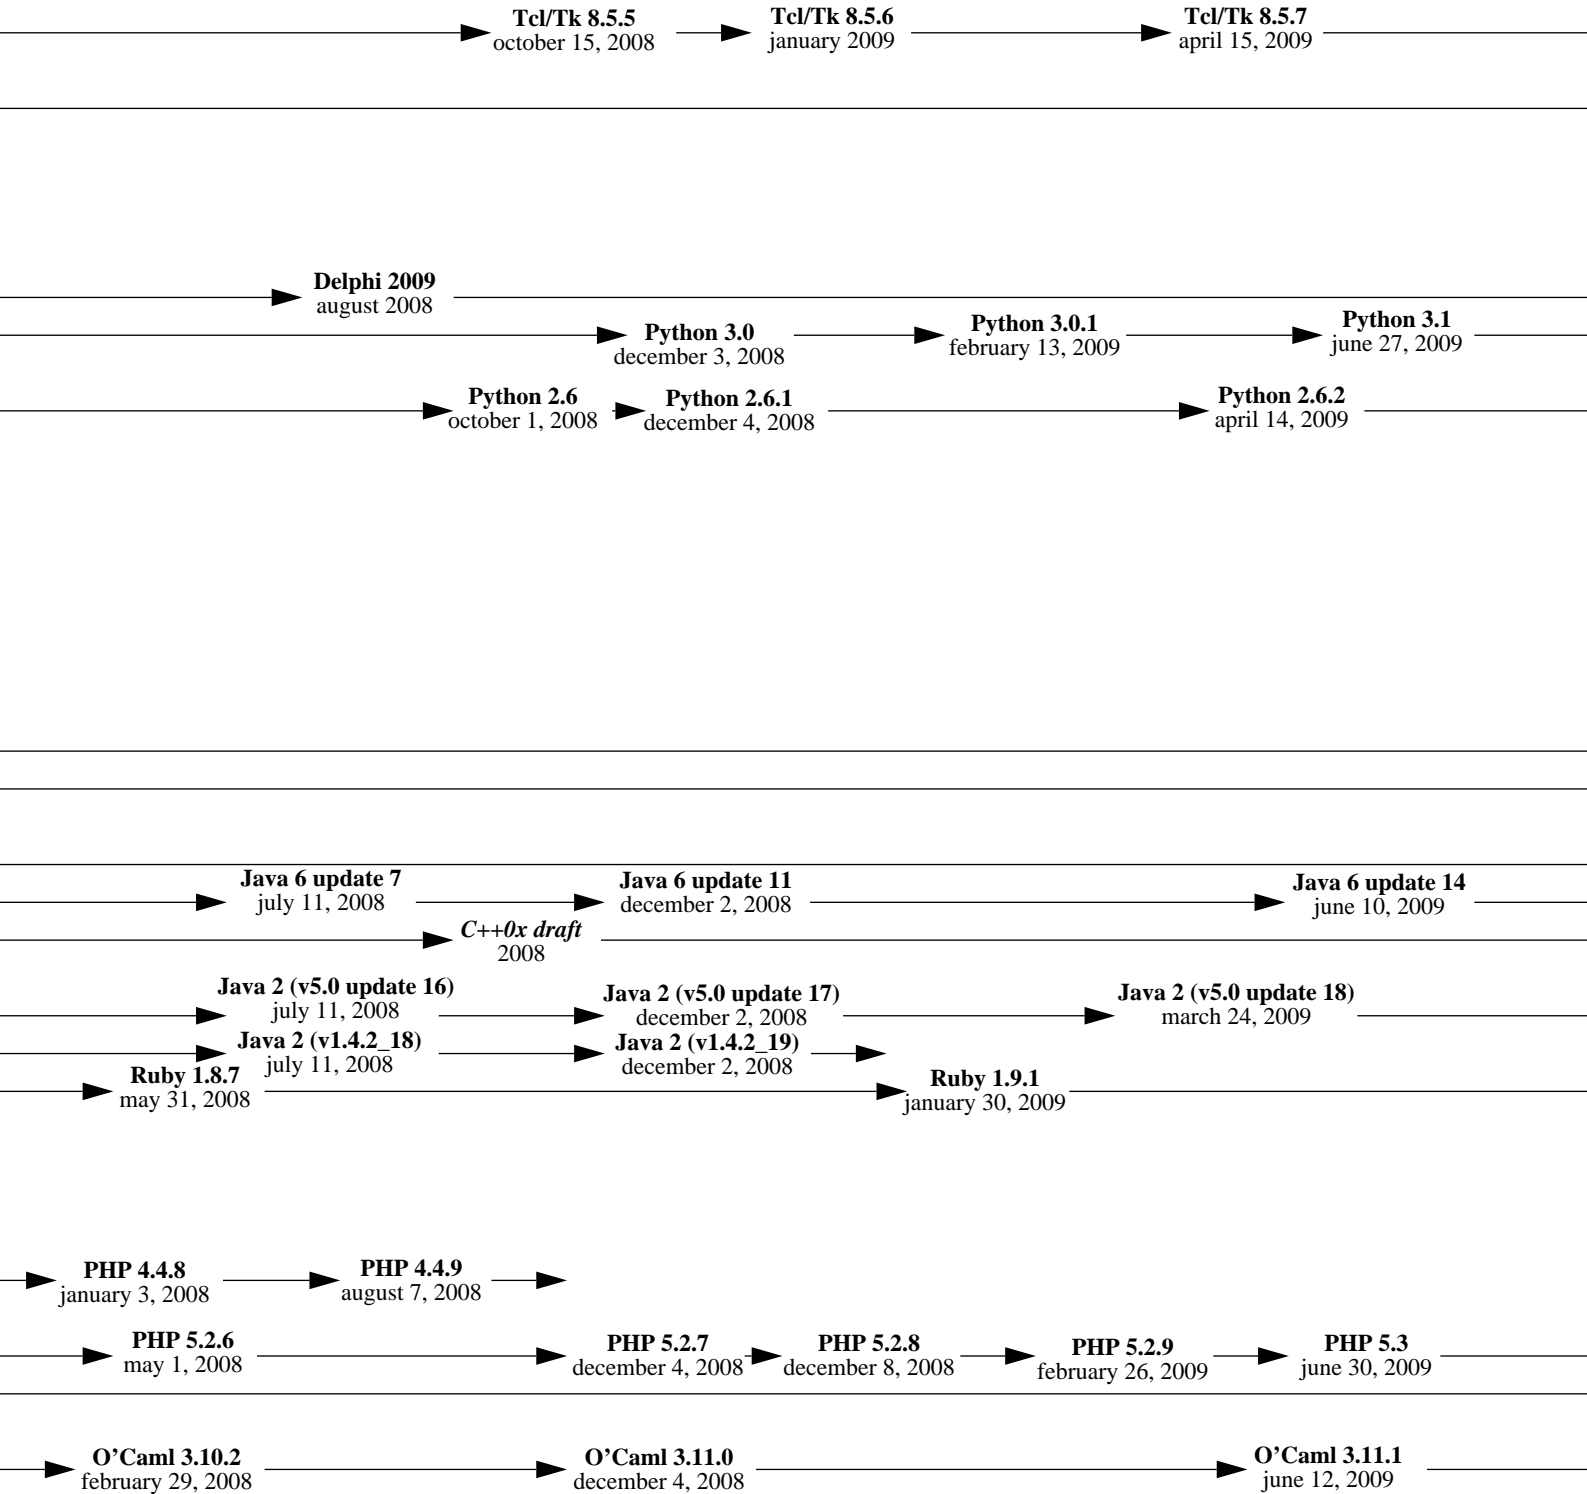 Tcl/Tk 8.5.5
october 15, 2008
Tcl/Tk 8.5.6
january 2009
Tcl/Tk 8.5.7
april 15, 2009
Delphi 2009
august 2008
Python 3.0
december 3, 2008
Python 3.0.1
february 13, 2009
Python 3.1
june 27, 2009
Python 2.6
october 1, 2008
Python 2.6.1
december 4, 2008
Python 2.6.2
april 14, 2009
Java 6 update 7
july 11, 2008
Java 6 update 11
december 2, 2008
Java 6 update 14
june 10, 2009
C++0x draft
2008
Java 2 (v5.0 update 16)
july 11, 2008
Java 2 (v5.0 update 17)
december 2, 2008
Java 2 (v5.0 update 18)
march 24, 2009
Java 2 (v1.4.2_18)
july 11, 2008
Java 2 (v1.4.2_19)
december 2, 2008
Ruby 1.8.7
may 31, 2008
Ruby 1.9.1
january 30, 2009
PHP 4.4.8
january 3, 2008
PHP 4.4.9
august 7, 2008
PHP 5.2.6
may 1, 2008
PHP 5.2.7
december 4, 2008
PHP 5.2.8
december 8, 2008
PHP 5.2.9
february 26, 2009
PHP 5.3
june 30, 2009
O’Caml 3.10.2
february 29, 2008
O’Caml 3.11.0
december 4, 2008
O’Caml 3.11.1
june 12, 2009